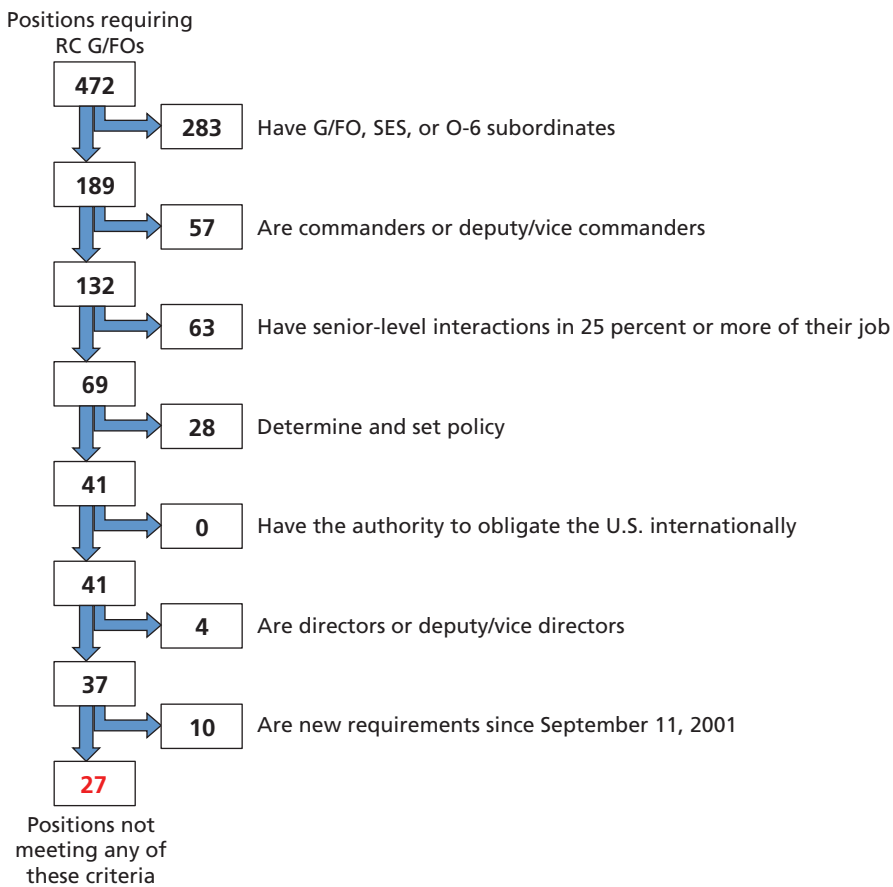 Positions requiring
RC G/FOs
472
283 Have G/FO, SES, or O-6 subordinates
189
57 Are commanders or deputy/vice commanders
132
63 Have senior-level interactions in 25 percent or more of their job
69
28 Determine and set policy
41
0 Have the authority to obligate the U.S. internationally
41
4 Are directors or deputy/vice directors
37
10 Are new requirements since September 11, 2001
27
Positions not
meeting any of
these criteria